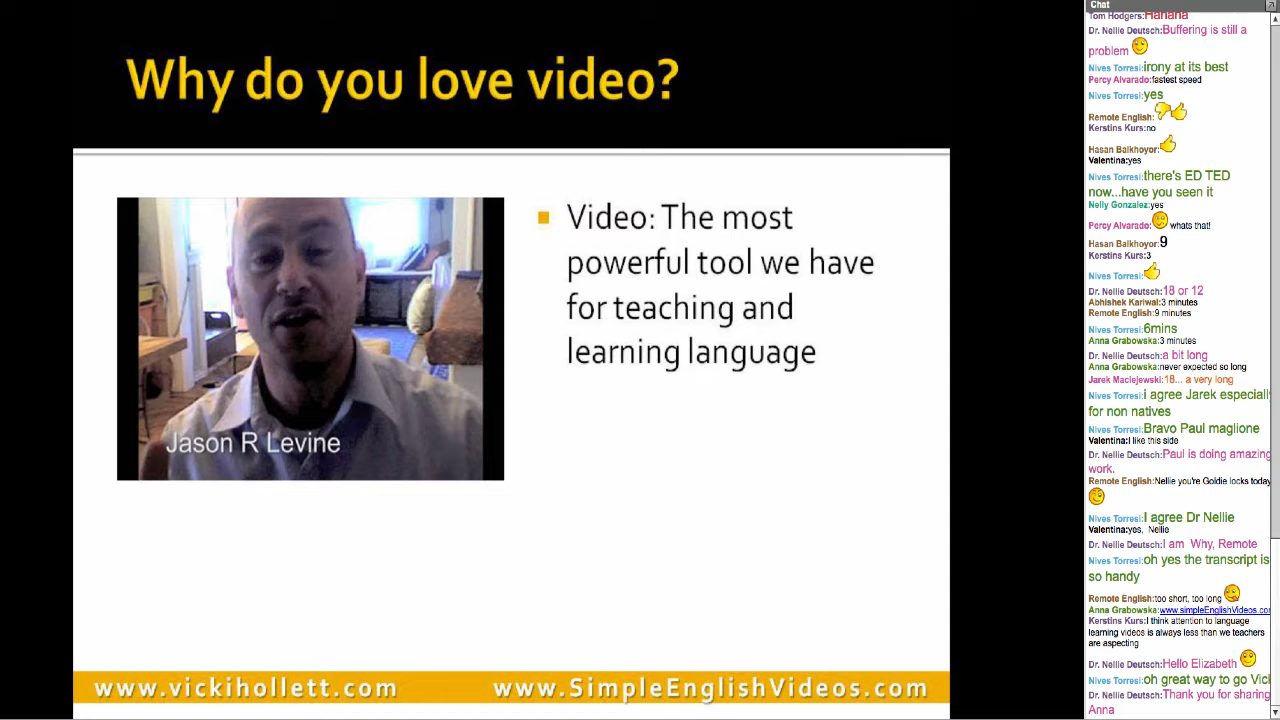 Why do you love video?
Jason R Levine
Video: The most
powerful tool we have
for teaching and
learning language
www.vickihollett.com www.SimpleEnglishVideos.com
Chat
Tom Hodgers:Hahaha
Dr. Nellie Deutsch:Buffering is still a
problem
Nives Torresi:irony at its best
Percy Alvarado:fastest speed
Nives Torresi:yes
Remote English:
Kerstins Kurs:no
Hasan Balkhoyor:
Valentina:yes
Nives Torresi:there's ED TED
now...have you seen it
Nelly Gonzalez:yes
Percy Alvarado: whats that!
Hasan Balkhoyor:9
Kerstins Kurs:3
Nives Torresi:
Dr. Nellie Deutsch:18 or 12
Abhishek Kariwal:3 minutes
Remote English:9 minutes
Nives Torresi:6mins
Anna Grabowska:3 minutes
Dr. Nellie Deutsch:a bit long
Anna Grabowska:never expected so long
Jarek Maciejewski:18... a very long
Nives Torresi:i agree Jarek especiall
for non natives
Nives Torresi:Bravo Paul maglione
Valentina:I like this side
Dr. Nellie Deutsch:Paul is doing amazing
work.
Remote English:Nellie you're Goldie locks today
Nives Torresi:I agree Dr Nellie
Valentina:yes, Nellie
Dr. Nellie Deutsch:I am Why, Remote
Nives Torresi:oh yes the transcript is
so handy
Remote English:too short, too long
Anna Grabowska:www.simpleEnglishVideos.co
Kerstins Kurs:I think attention to language
learning videos is always less than we teachers
are aspecting
Dr. Nellie Deutsch:Hello Elizabeth
Nives Torresi:oh great way to go Vic
Dr. Nellie Deutsch:Thank you for sharing
Anna